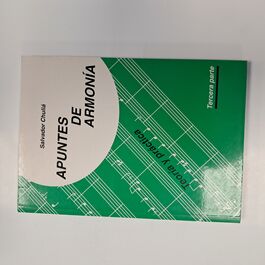 Salvador Chuliá
APUNTES
DE
ARMONÍA
Teoría y práctica
Tercera parte